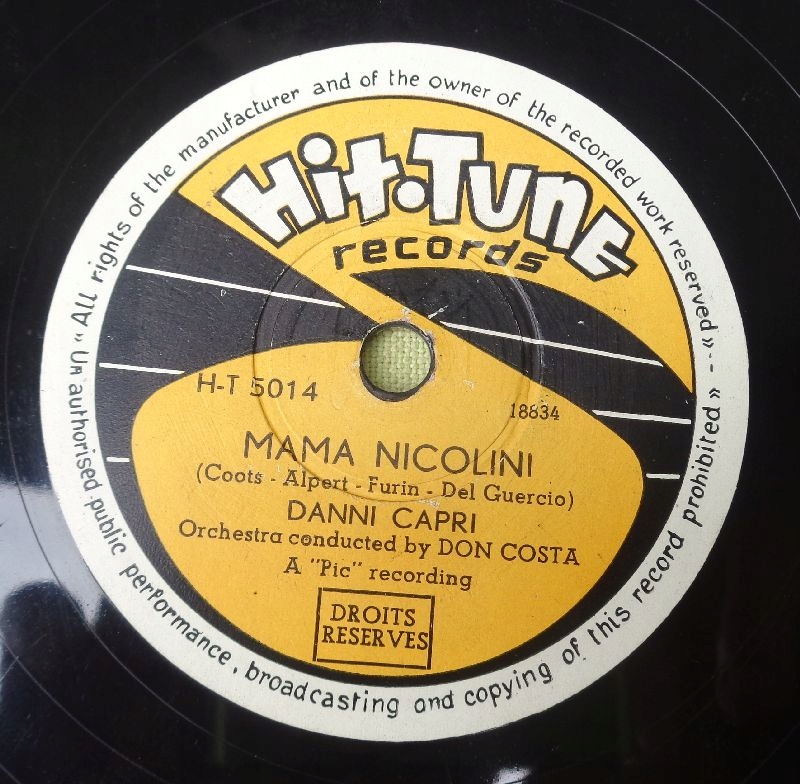 « All rights of the manufacturer and of the owner of the recorded work reserved » -
Hit-Tune
records
H-T 5014
18834
MAMA NICOLINI
(Coots - Alpert - Furin - Del Guercio)
DANNI CAPRI
Orchestra conducted by DON COSTA
A "Pic" recording
DROITS
RESERVES
Un authorised public performance, broadcasting and copying of this record prohibited »